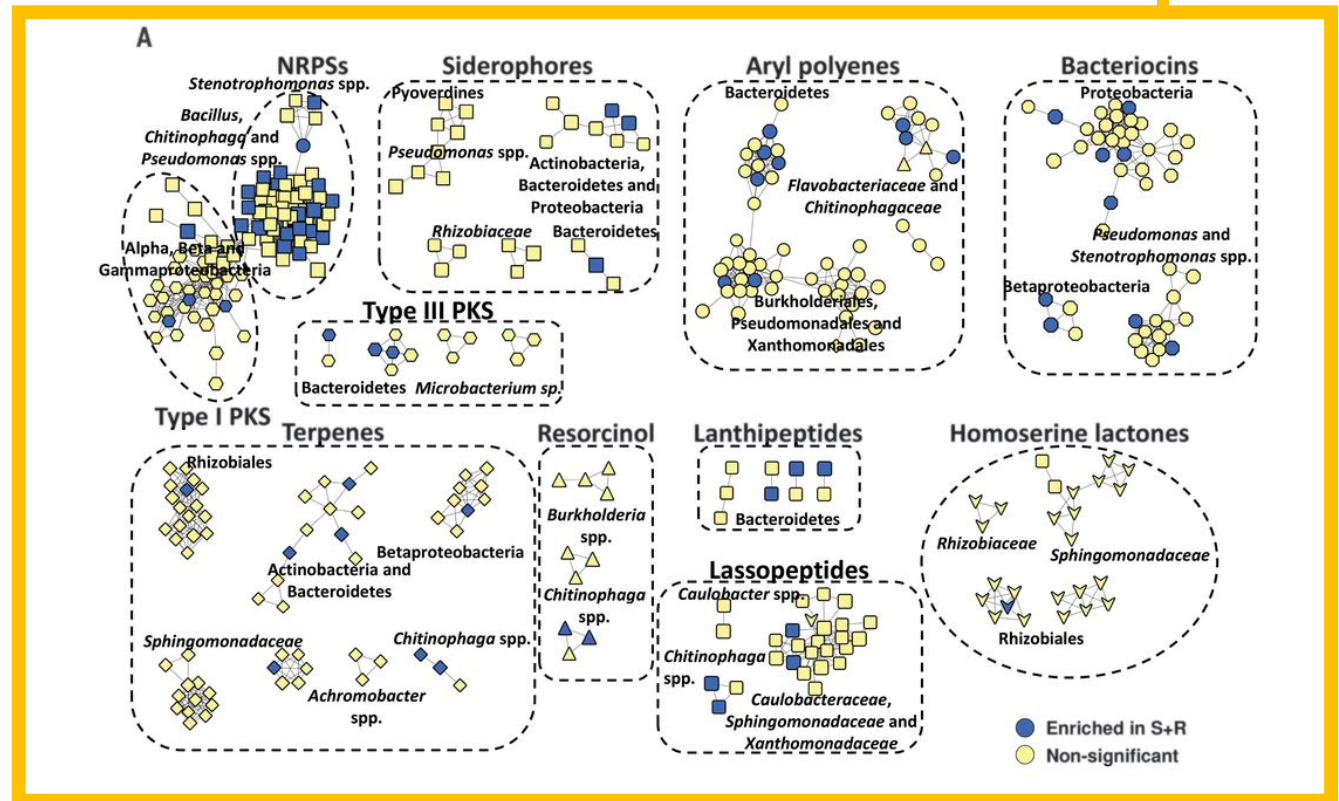 A
NRPSs
Stenotrophomonas spp.
Bacillus,
Chitinophaga and
Pseudomonas spp.
Alpha, Beta and
Gammaproteobacteria
Type I PKS
Siderophores
Pyoverdines
Pseudomonas spp.
Actinobacteria,
Bacteroidetes and
Proteobacteria
Rhizobiaceae
Bacteroidetes
Type III PKS
Bacteroidetes
Microbacterium sp.
Aryl polyenes
Bacteroidetes
Flavobacteriaceae and
Chitinophagaceae
Burkholderiales,
Pseudomonadales and
Xanthomonadales
Bacteriocins
Proteobacteria
Pseudomonas and
Stenotrophomonas spp.
Betaproteobacteria
Terpenes
Rhizobiales
Betaproteobacteria
Actinobacteria and
Bacteroidetes
Sphingomonadaceae
Chitinophaga spp.
Achromobacter
spp.
Resorcinol
Burkholderia
spp.
Chitinophaga
spp.
Lanthipeptides
Bacteroidetes
Lassopeptides
Caulobacter spp.
Chitinophaga
spp.
Caulobacteraceae,
Sphingomonadaceae and
Xanthomonadaceae
Homoserine lactones
Rhizobiaceae
Sphingomonadaceae
Rhizobiales
Enriched in S+R
Non-significant